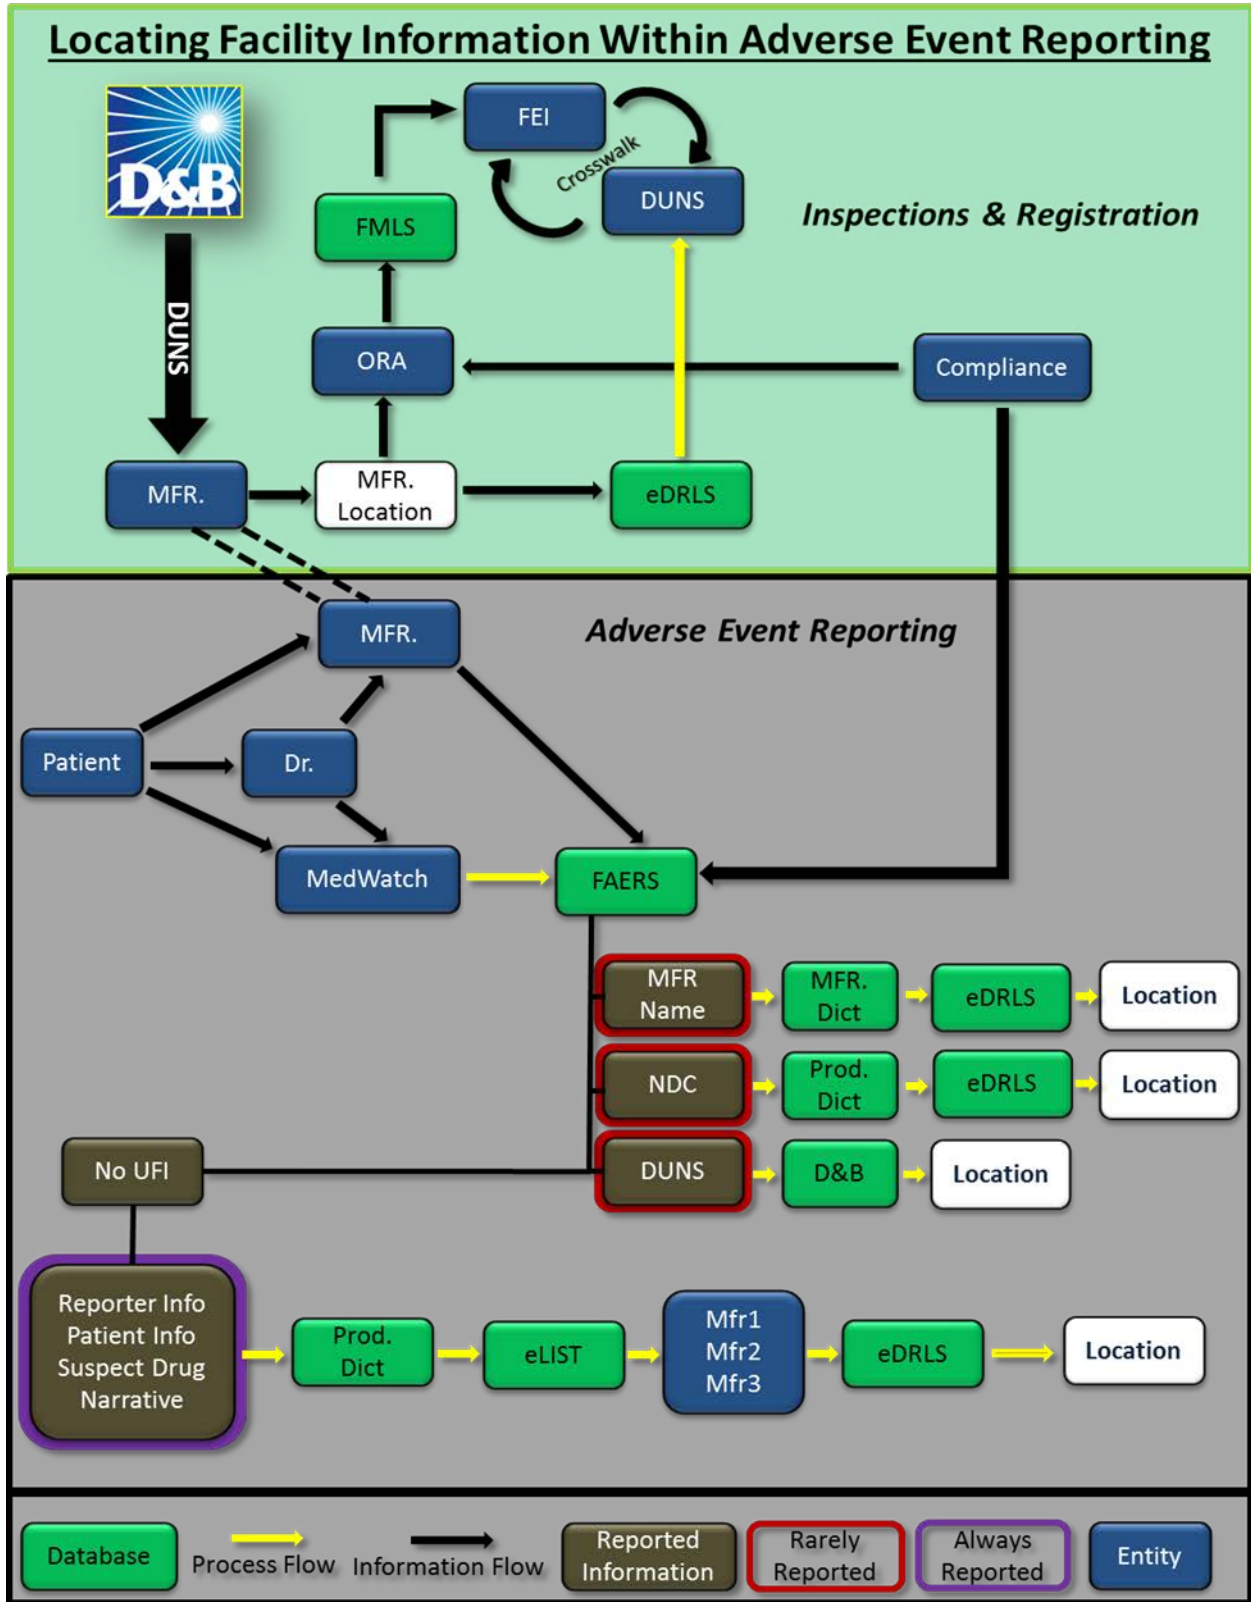 Locating Facility Information Within Adverse Event Reporting
D&B
FEI
Crosswalk
DUNS
FMLS
Inspections & Registration
DUNS
ORA
Compliance
MFR.
MFR.
Location
eDRLS
MFR.
Adverse Event Reporting
Patient
Dr.
MedWatch
FAERS
MFR
Name
MFR.
Dict
eDRLS
Location
NDC
Prod.
Dict
eDRLS
Location
No UFI
DUNS
D&B
Location
Reporter Info
Patient Info
Suspect Drug
Narrative
Prod.
Dict
eLIST
Mfr1
Mfr2
Mfr3
eDRLS
Location
Database
Process Flow
Information Flow
Reported
Information
Rarely
Reported
Always
Reported
Entity